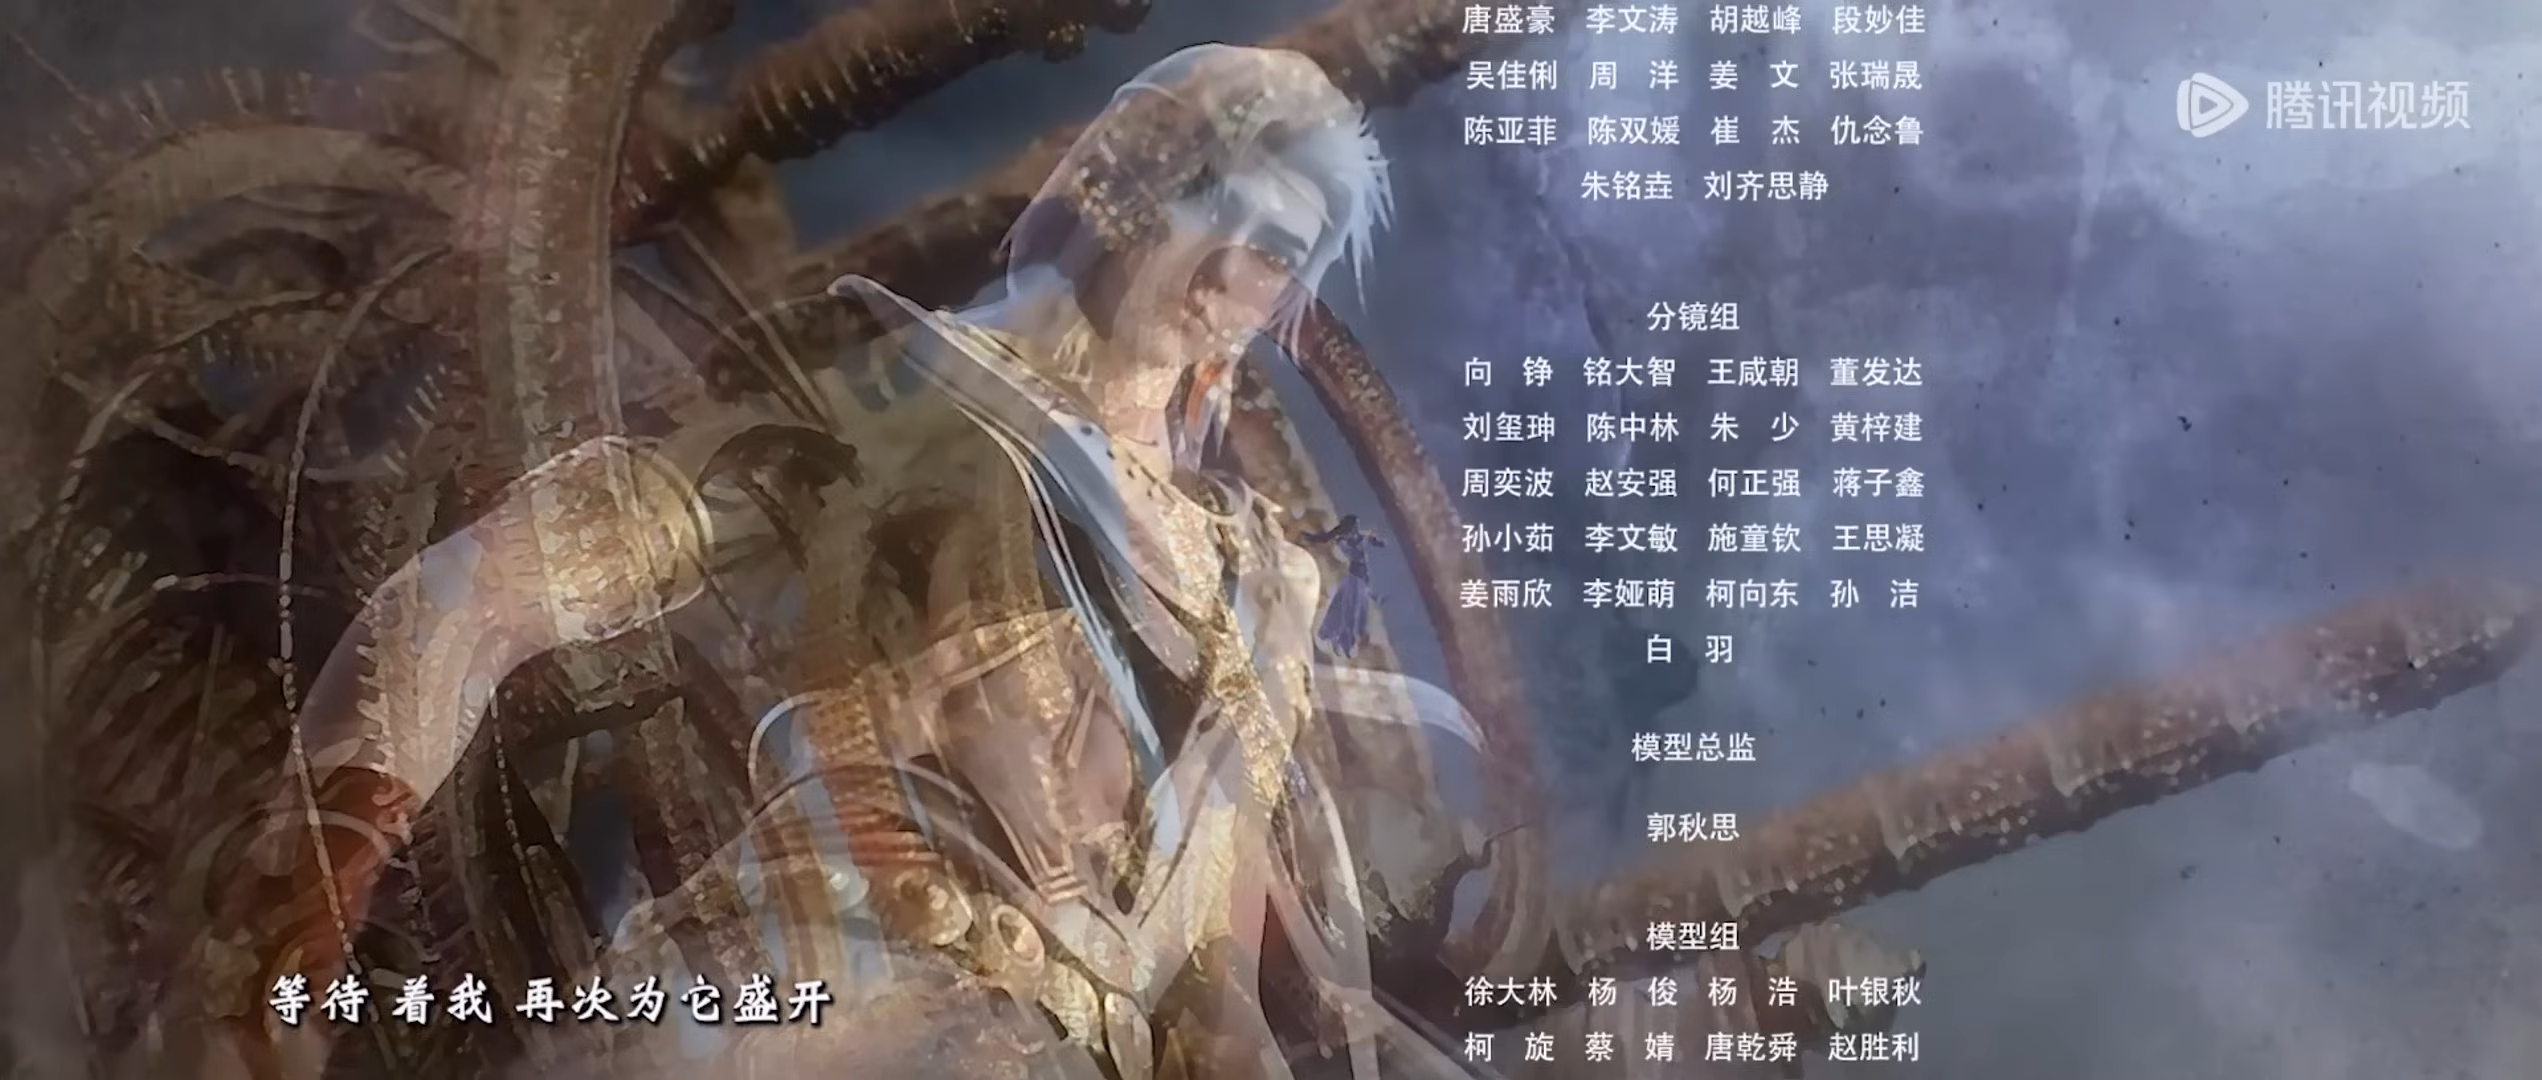 唐盛豪 李文涛 胡越峰 段妙佳
吴佳俐 周 洋 姜 文 张瑞晟
陈亚菲 陈双媛 崔 杰 仇念鲁
朱铭垚 刘齐思静
腾讯视频
分镜组
向 铮 铭大智 王咸朝 董发达
刘玺珅 陈中林 朱 少 黄梓建
周奕波 赵安强 何正强 蒋子鑫
孙小茹 李文敏 施童钦 王思凝
姜雨欣 李娅萌 柯向东 孙 洁
白 羽
模型总监
郭秋思
模型组
徐大林 杨 俊 杨 浩 叶银秋
柯 旋 蔡 婧 唐乾舜 赵胜利
等待 着我 再次为它盛开